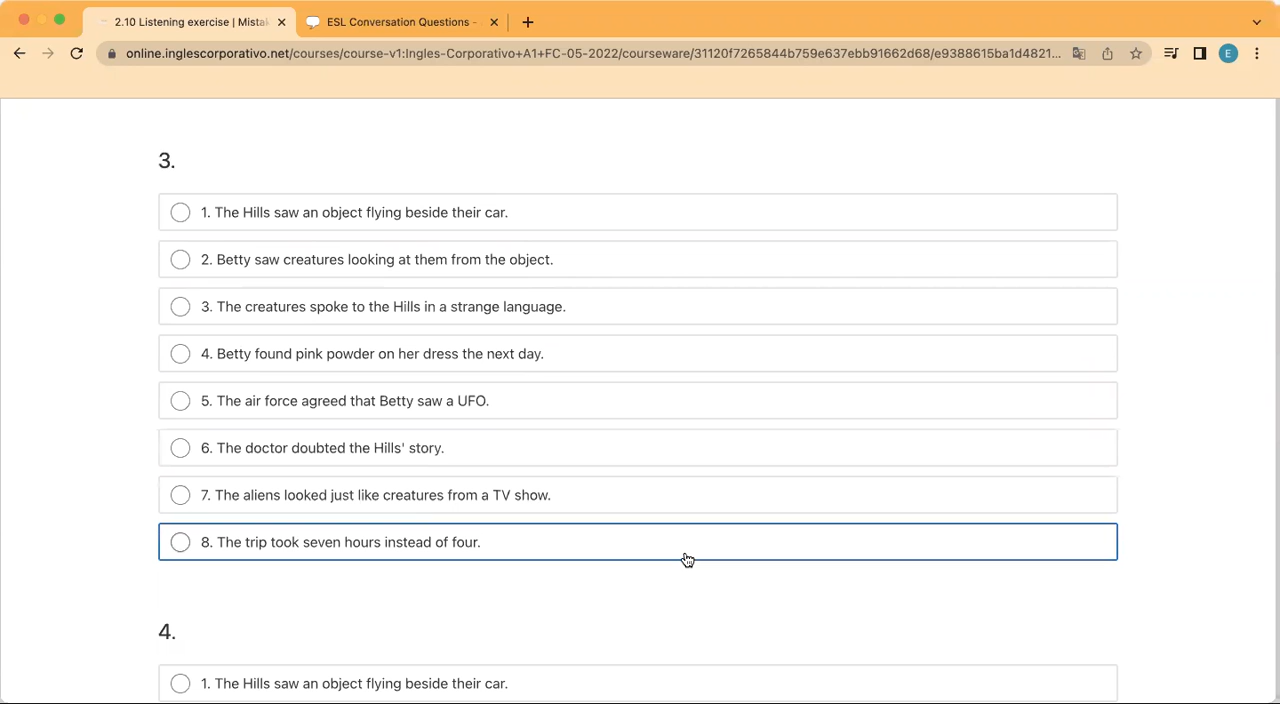 2.10 Listening exercise | Mistak
ESL Conversation Questions -
online.inglescorporativo.net/courses/course-v1:Ingles-Corporativo+A1+FC-05-2022/courseware/31120f7265844b759e637ebb91662d68/e9388615ba1d4821...
E
3.
1. The Hills saw an object flying beside their car.
2. Betty saw creatures looking at them from the object.
3. The creatures spoke to the Hills in a strange language.
4. Betty found pink powder on her dress the next day.
5. The air force agreed that Betty saw a UFO.
6. The doctor doubted the Hills' story.
7. The aliens looked just like creatures from a TV show.
8. The trip took seven hours instead of four.
4.
1. The Hills saw an object flying beside their car.